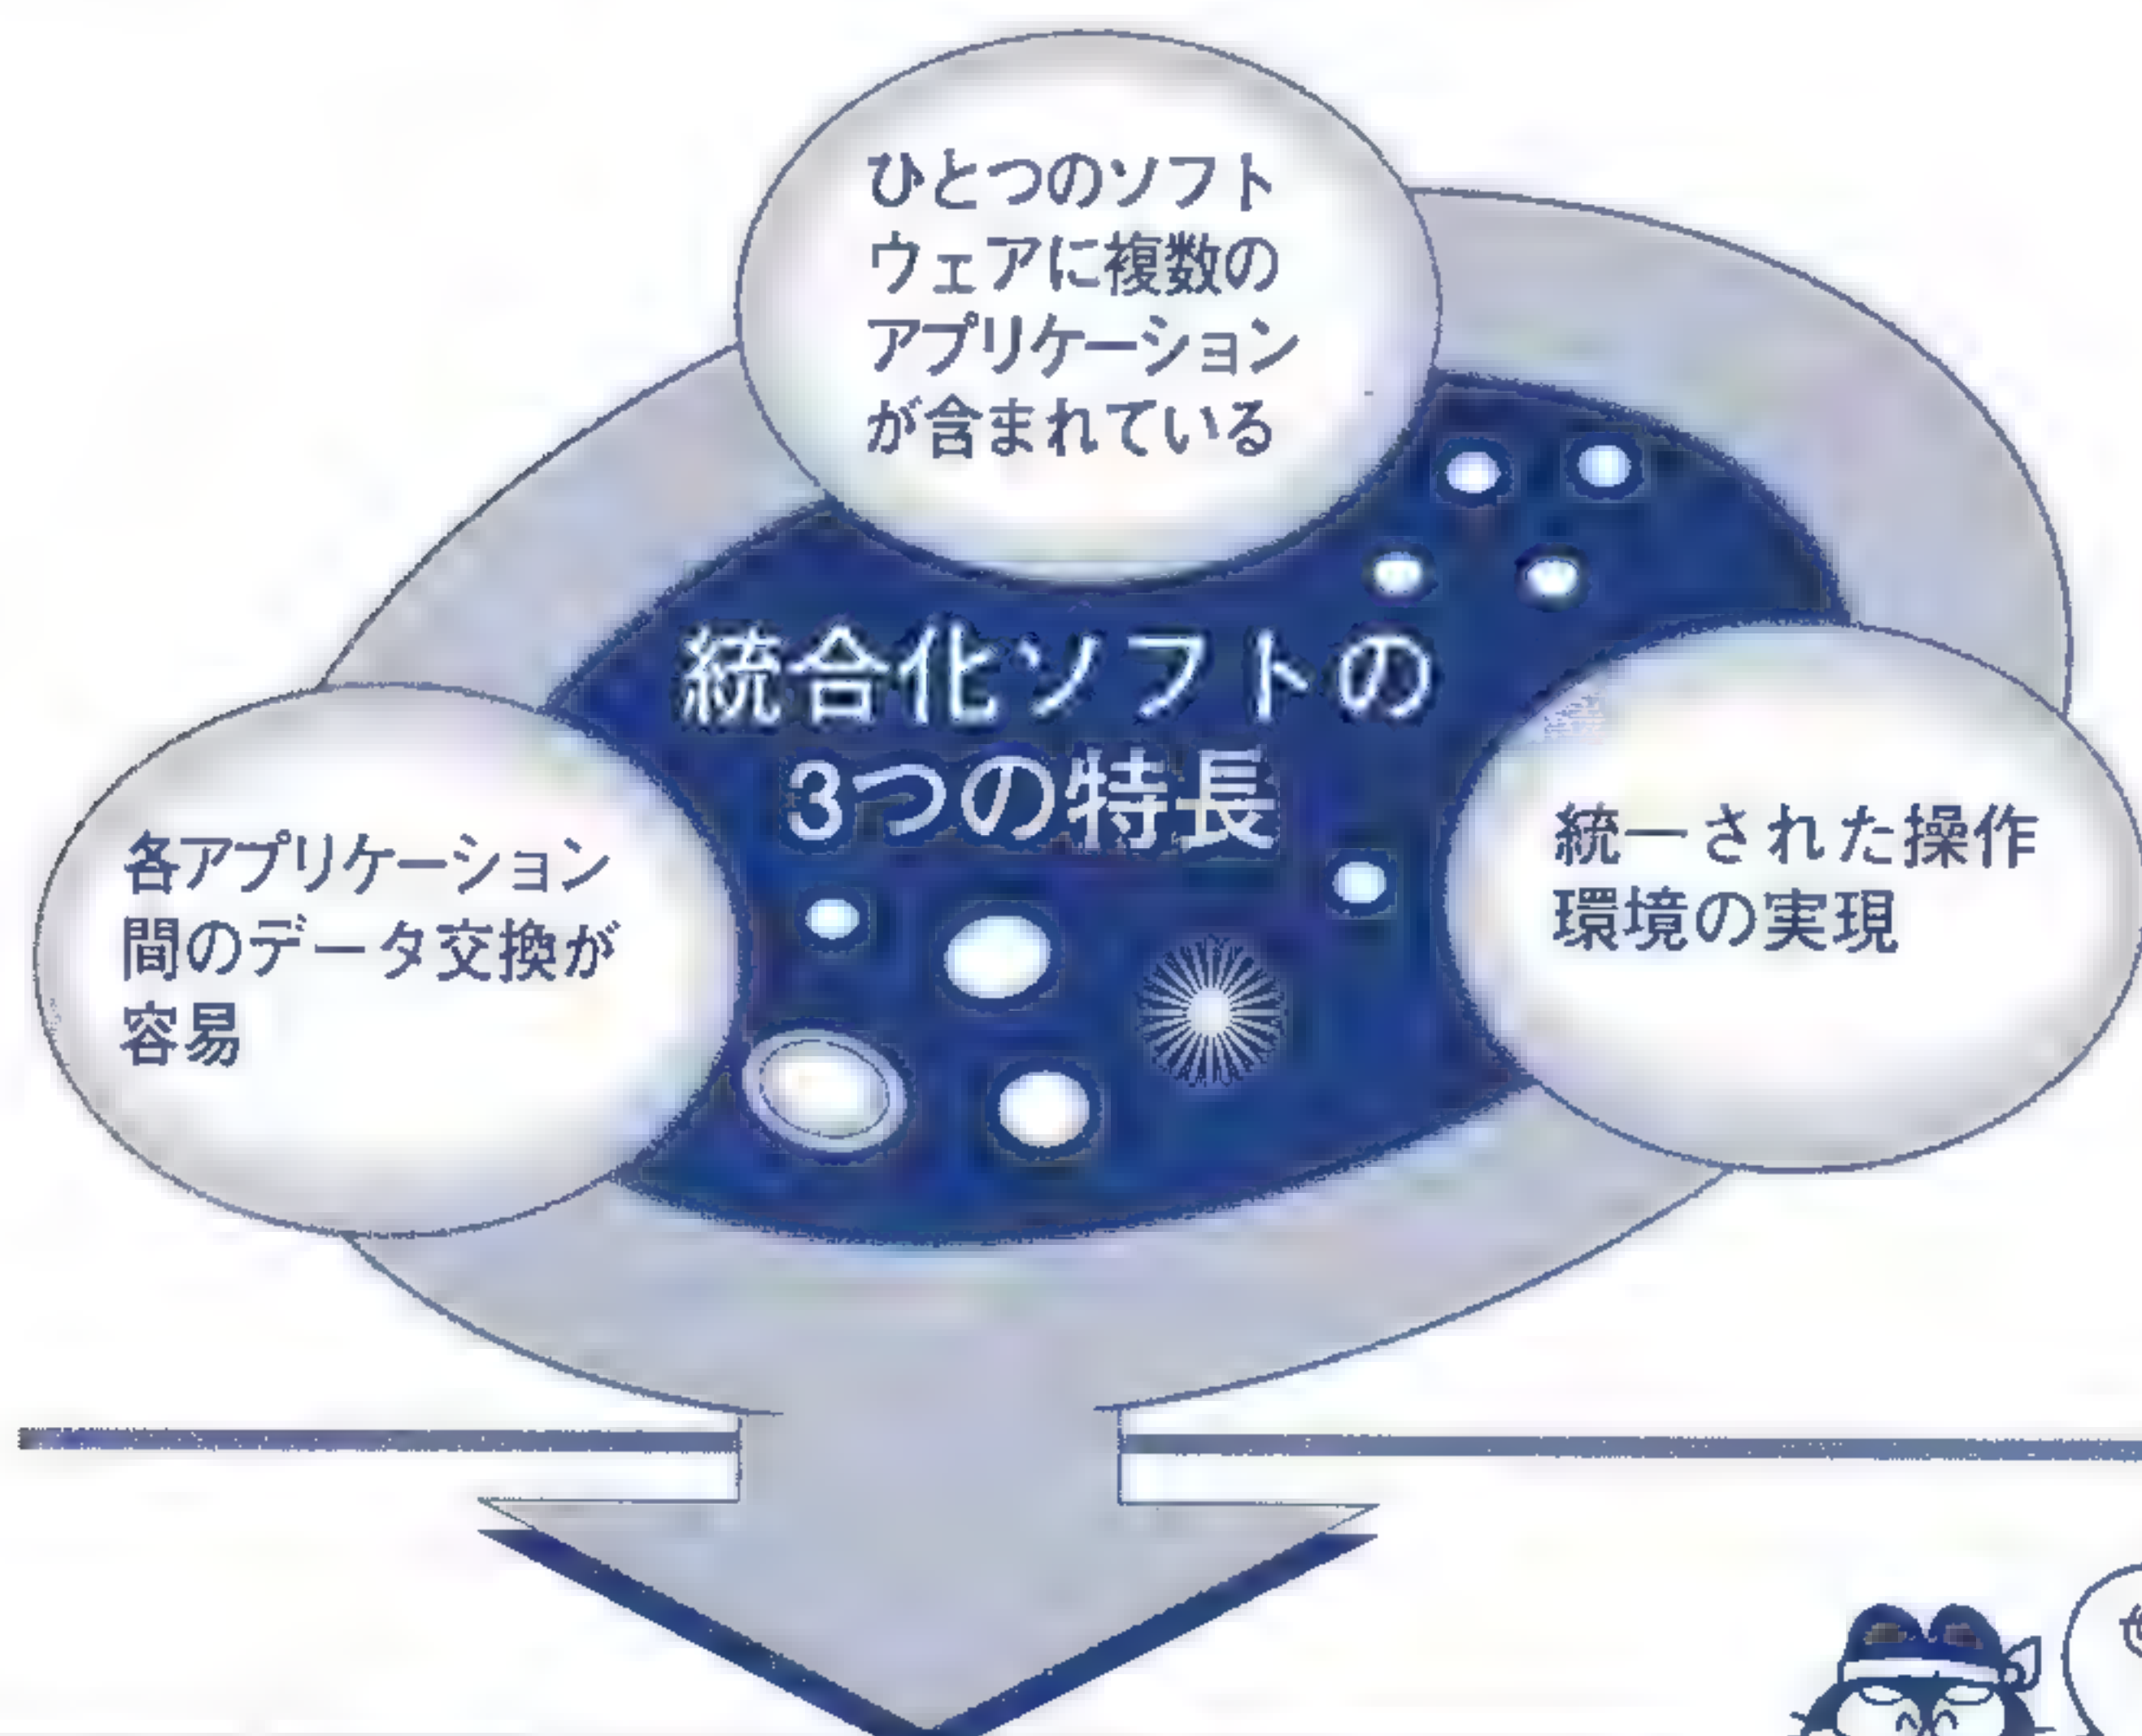 ひとつのソフト
ウェアに複数の
アプリケーション
が含まれている
統合化ソフトの
3つの特長
各アプリケーション
間のデータ交換が
容易
統一された操作
環境の実現